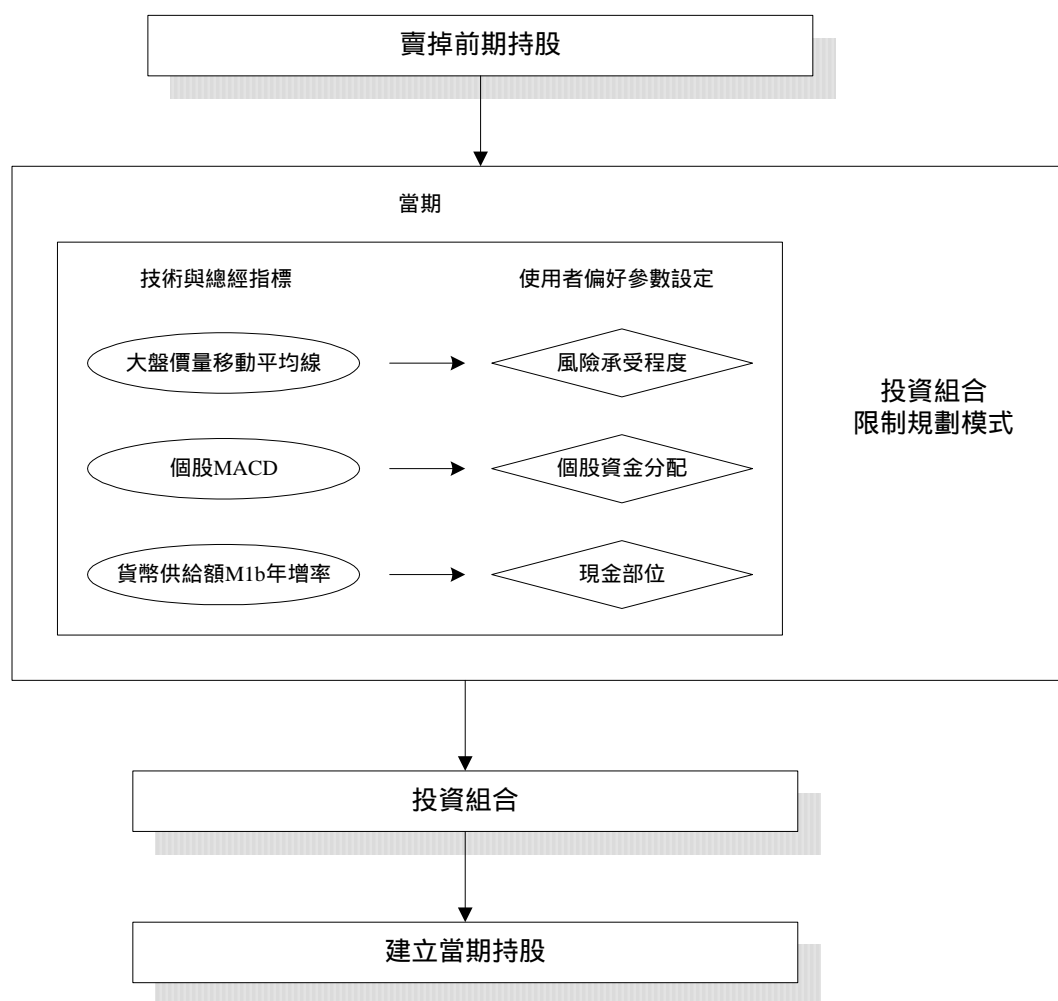 賣掉前期持股
當期
技術與總經指標
使用者偏好參數設定
大盤價量移動平均線
風險承受程度
個股MACD
個股資金分配
貨幣供給額M1b年增率
現金部位
投資組合
限制規劃模式
投資組合
建立當期持股